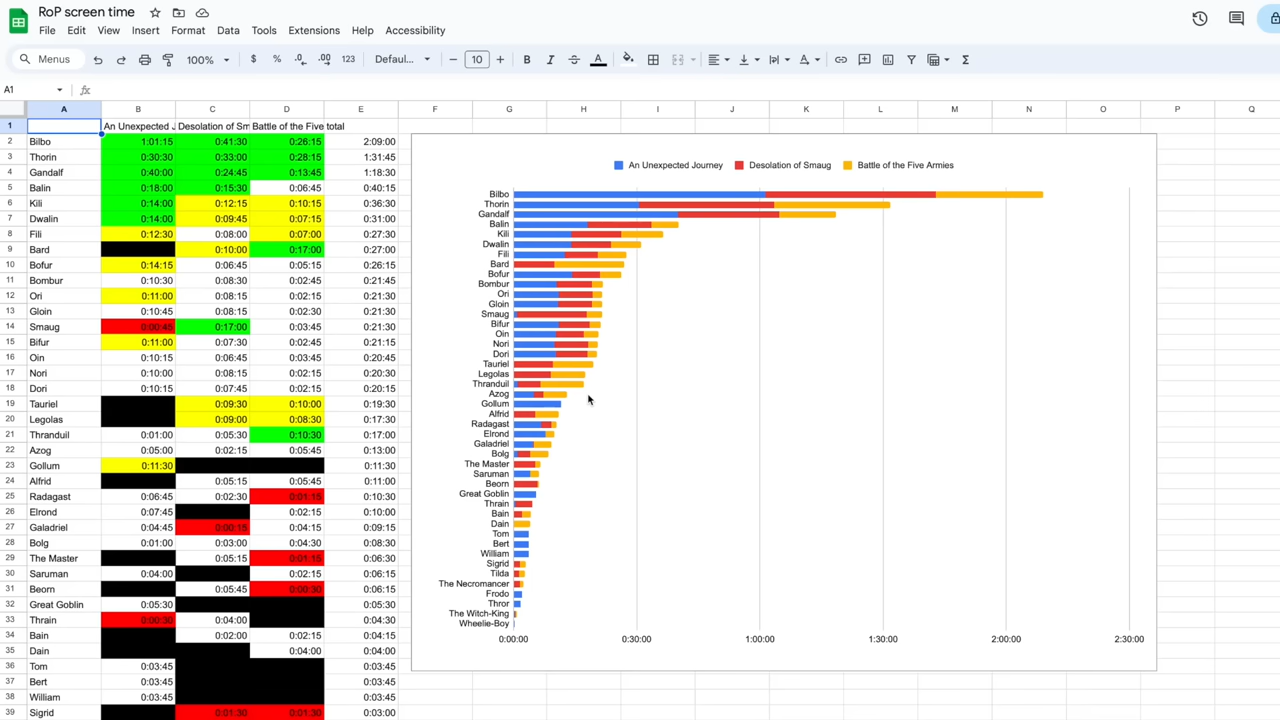 RoP screen time
File Edit View Insert Format Data Tools Extensions Help Accessibility
Menus 100% $ % .0 .00 123 Defaul... 10 B I A Σ
A1 fx
A B C D E F G H I J K L M N O P Q
1 An Unexpected J Desolation of Sm Battle of the Five total
2 Bilbo 1:01:15 0:41:30 0:26:15 2:09:00
3 Thorin 0:30:30 0:33:00 0:28:15 1:31:45
4 Gandalf 0:40:00 0:24:45 0:13:45 1:18:30
5 Balin 0:18:00 0:15:30 0:06:45 0:40:15
6 Kili 0:14:00 0:12:15 0:10:15 0:36:30
7 Dwalin 0:14:00 0:09:45 0:07:15 0:31:00
8 Fili 0:12:30 0:08:00 0:07:00 0:27:30
9 Bard 0:10:00 0:17:00 0:27:00
10 Bofur 0:14:15 0:06:45 0:05:15 0:26:15
11 Bombur 0:10:30 0:08:30 0:02:45 0:21:45
12 Ori 0:11:00 0:08:15 0:02:15 0:21:30
13 Gloin 0:10:45 0:08:15 0:02:30 0:21:30
14 Smaug 0:00:45 0:17:00 0:03:45 0:21:30
15 Bifur 0:11:00 0:07:30 0:02:45 0:21:15
16 Oin 0:10:15 0:06:45 0:03:45 0:20:45
17 Nori 0:10:00 0:08:15 0:02:15 0:20:30
18 Dori 0:10:15 0:07:45 0:02:15 0:20:15
19 Tauriel 0:09:30 0:10:00 0:19:30
20 Legolas 0:09:00 0:08:30 0:17:30
21 Thranduil 0:01:00 0:05:30 0:10:30 0:17:00
22 Azog 0:05:00 0:02:15 0:05:45 0:13:00
23 Gollum 0:11:30 0:11:30
24 Alfrid 0:05:15 0:05:45 0:11:00
25 Radagast 0:06:45 0:02:30 0:01:15 0:10:30
26 Elrond 0:07:45 0:02:15 0:10:00
27 Galadriel 0:04:45 0:00:15 0:04:15 0:09:15
28 Bolg 0:01:00 0:03:00 0:04:30 0:08:30
29 The Master 0:05:15 0:01:15 0:06:30
30 Saruman 0:04:00 0:02:15 0:06:15
31 Beorn 0:05:45 0:00:30 0:06:15
32 Great Goblin 0:05:30 0:05:30
33 Thrain 0:00:30 0:04:00 0:04:30
34 Bain 0:02:00 0:02:15 0:04:15
35 Dain 0:04:00 0:04:00
36 Tom 0:03:45 0:03:45
37 Bert 0:03:45 0:03:45
38 William 0:03:45 0:03:45
39 Sigrid 0:01:30 0:01:30 0:03:00
An Unexpected Journey Desolation of Smaug Battle of the Five Armies
Bilbo
Thorin
Gandalf
Balin
Kili
Dwalin
Fili
Bard
Bofur
Bombur
Ori
Gloin
Smaug
Bifur
Oin
Nori
Dori
Tauriel
Legolas
Thranduil
Azog
Gollum
Alfrid
Radagast
Elrond
Galadriel
Bolg
The Master
Saruman
Beorn
Great Goblin
Thrain
Bain
Dain
Tom
Bert
William
Sigrid
Tilda
The Necromancer
Frodo
Thror
The Witch-King
Wheelie-Boy
0:00:00 0:30:00 1:00:00 1:30:00 2:00:00 2:30:00